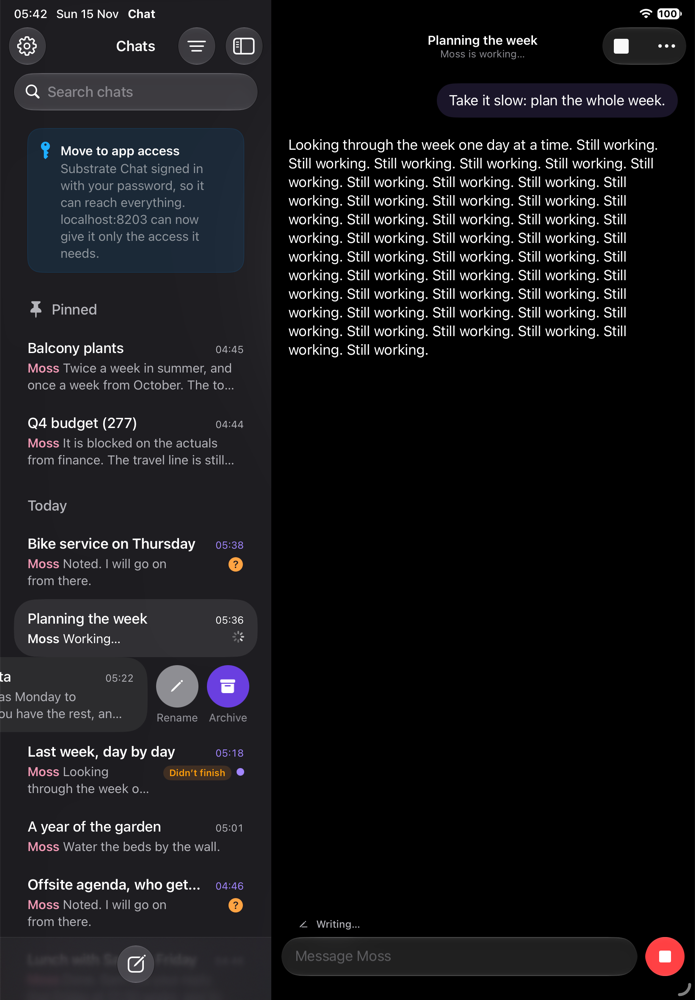 05:42 Sun 15 Nov Chat
100
Chats
Search chats
Move to app access
Substrate Chat signed in
with your password, so it
can reach everything.
localhost:8203 can now
give it only the access it
needs.
Pinned
Balcony plants 04:45
Moss Twice a week in summer, and
once a week from October. The to...
Q4 budget (277) 04:44
Moss It is blocked on the actuals
from finance. The travel line is still...
Today
Bike service on Thursday 05:38
Moss Noted. I will go on
from there.
?
Planning the week 05:36
Moss Working...
ta 05:22
as Monday to
ou have the rest, an...
Rename Archive
Last week, day by day 05:18
Moss Looking
through the week o...
Didn't finish
A year of the garden 05:01
Moss Water the beds by the wall.
Offsite agenda, who get... 04:46
Moss Noted. I will go on
from there.
?
Planning the week
Moss is working...
Take it slow: plan the whole week.
Looking through the week one day at a time. Still working.
Still working. Still working. Still working. Still working. Still
working. Still working. Still working. Still working. Still
working. Still working. Still working. Still working. Still
working. Still working. Still working. Still working. Still
working. Still working. Still working. Still working. Still
working. Still working. Still working. Still working. Still
working. Still working. Still working. Still working. Still
working. Still working. Still working. Still working. Still
working. Still working. Still working. Still working. Still
working. Still working. Still working. Still working. Still
working. Still working.
Writing...
Message Moss